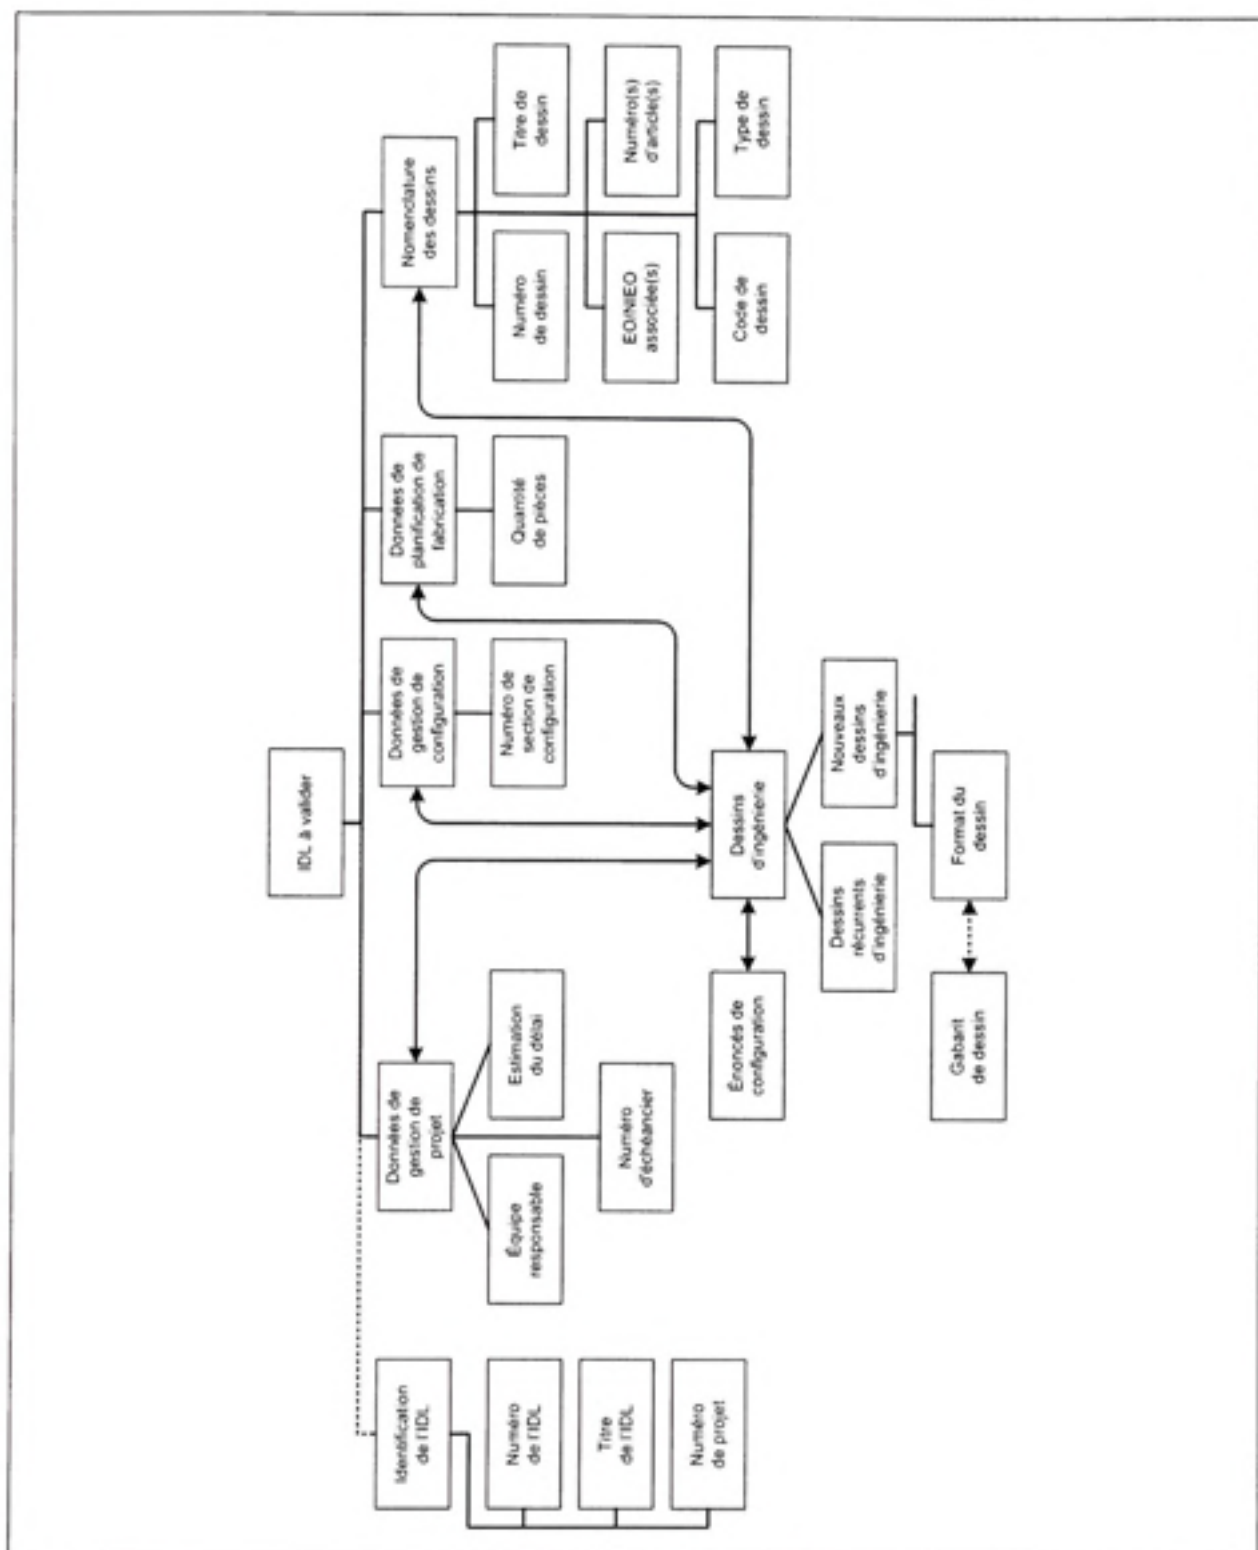 IDL à valider
Identification
de l'IDL
Numéro
de l'IDL
Titre
de l'IDL
Numéro
de projet
Données de
gestion de
projet
Équipe
responsable
Estimation
du délai
Numéro
d'échéancier
Données de
gestion de
configuration
Numéro de
section de
configuration
Données de
planification de
fabrication
Quantité
de pièces
Nomenclature
des dessins
Numéro
de dessin
Titre de
dessin
EO/NIEO
associée(s)
Numéro(s)
d'article(s)
Code de
dessin
Type de
dessin
Énoncés de
configuration
Dessins
d'ingénierie
Dessins
récurrents
d'ingénierie
Nouveaux
dessins
d'ingénierie
Gabarit
de dessin
Format du
dessin